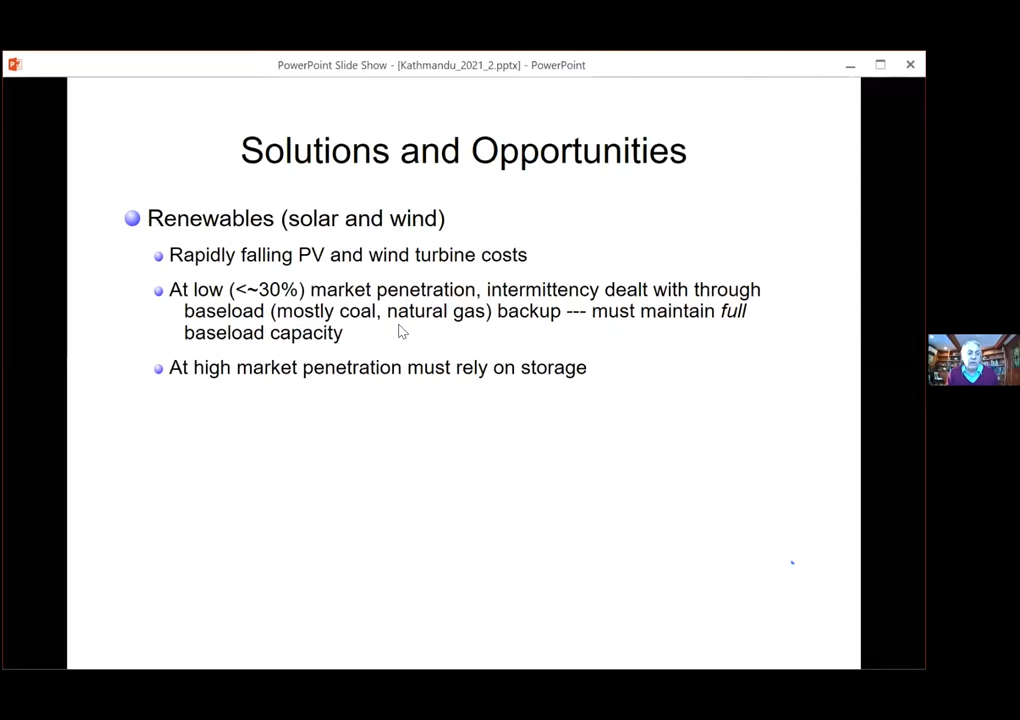 PowerPoint Slide Show - [Kathmandu_2021_2.pptx] - PowerPoint
Solutions and Opportunities
Renewables (solar and wind)
Rapidly falling PV and wind turbine costs
At low (<~30%) market penetration, intermittency dealt with through
baseload (mostly coal, natural gas) backup --- must maintain full
baseload capacity
At high market penetration must rely on storage